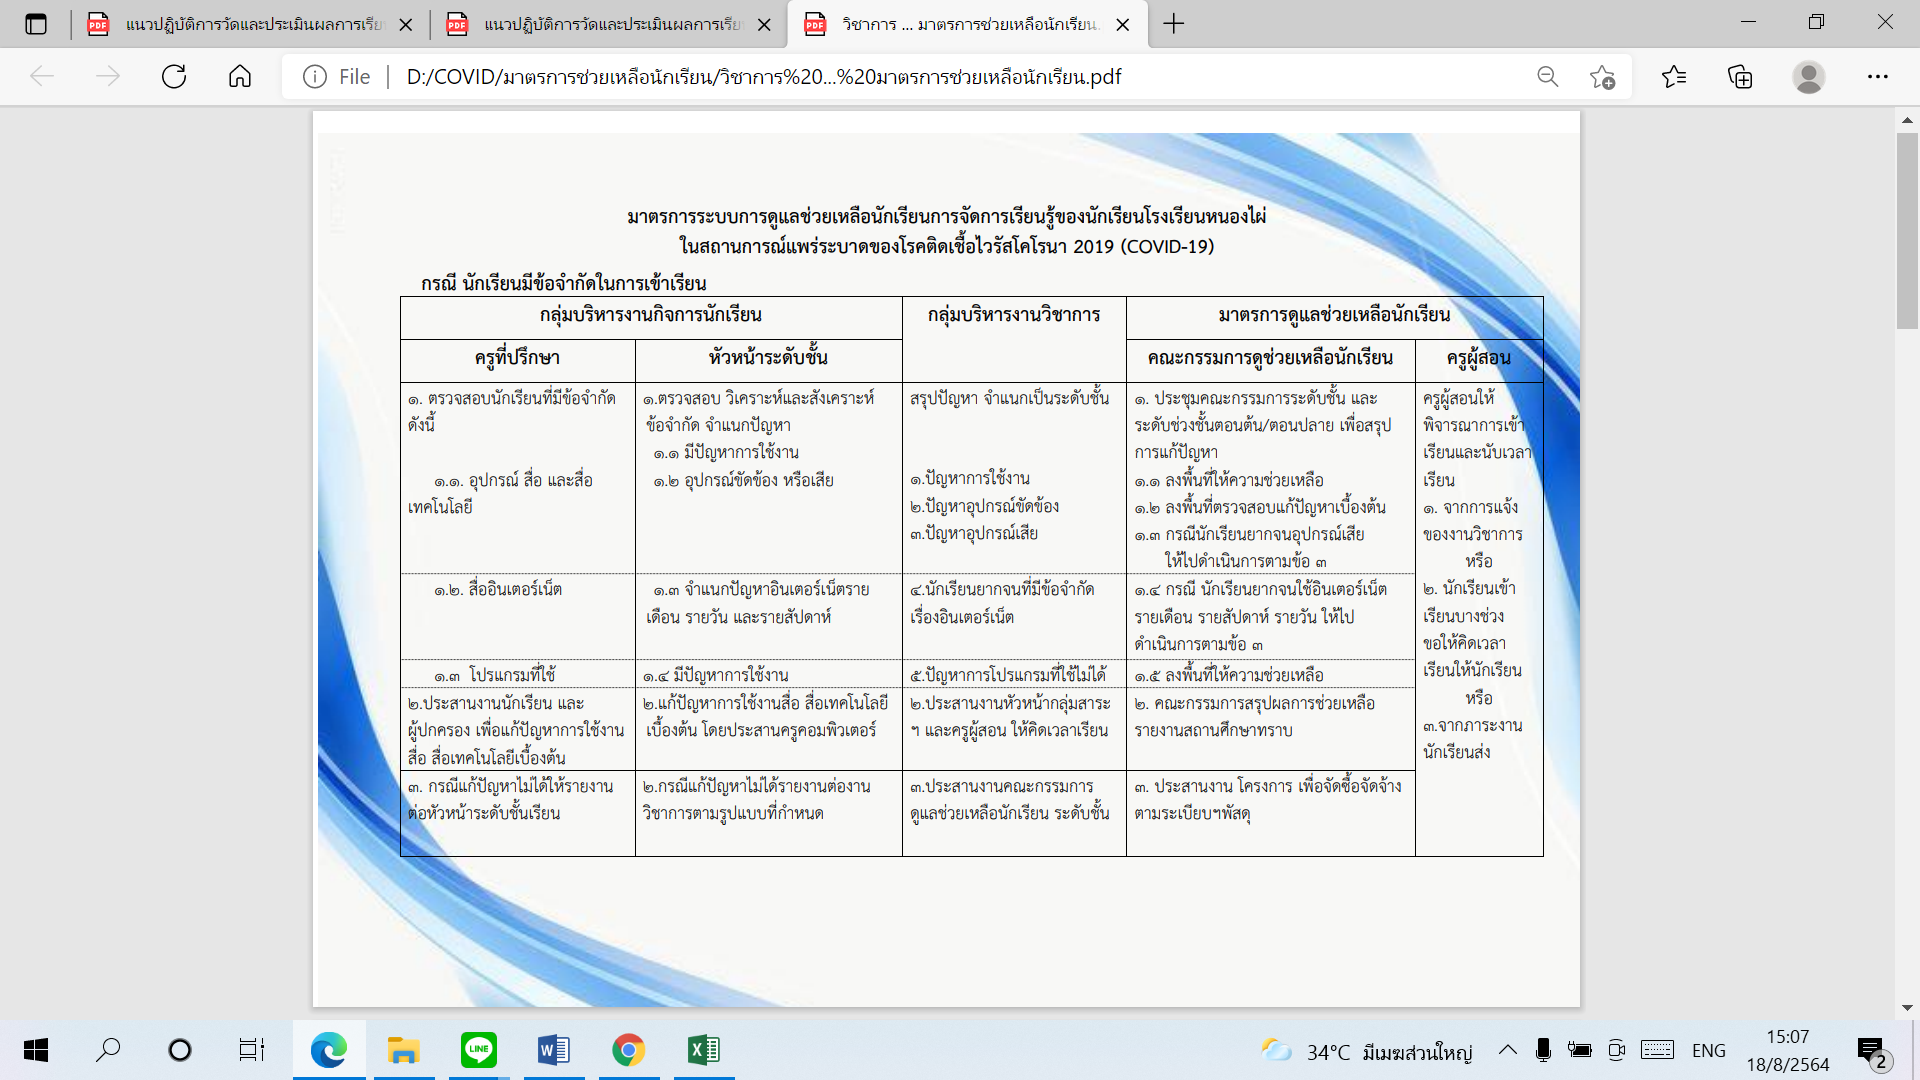 แนวปฏิบัติการวัดและประเมินผลการเรีย
แนวปฏิบัติการวัดและประเมินผลการเรีย
วิชาการ ... มาตรการช่วยเหลือนักเรียน.
File
D:/COVID/มาตรการช่วยเหลือนักเรียน/วิชาการ%20...%20มาตรการช่วยเหลือนักเรียน.pdf
มาตรการระบบการดูแลช่วยเหลือนักเรียนการจัดการเรียนรู้ของนักเรียนโรงเรียนหนองไผ่
ในสถานการณ์แพร่ระบาดของโรคติดเชื้อไวรัสโคโรนา 2019 (COVID-19)
กรณี นักเรียนมีข้อจำกัดในการเข้าเรียน
กลุ่มบริหารงานกิจการนักเรียน
กลุ่มบริหารงานวิชาการ
มาตรการดูแลช่วยเหลือนักเรียน
ครูที่ปรึกษา
หัวหน้าระดับชั้น
คณะกรรมการดูช่วยเหลือนักเรียน
ครูผู้สอน
๑. ตรวจสอบนักเรียนที่มีข้อจำกัด
ดังนี้
๑.๑. อุปกรณ์ สื่อ และสื่อ
เทคโนโลยี
๑.ตรวจสอบ วิเคราะห์และสังเคราะห์
ข้อจำกัด จำแนกปัญหา
๑.๑ มีปัญหาการใช้งาน
๑.๒ อุปกรณ์ขัดข้อง หรือเสีย
สรุปปัญหา จำแนกเป็นระดับชั้น
๑.ปัญหาการใช้งาน
๒.ปัญหาอุปกรณ์ขัดข้อง
๓.ปัญหาอุปกรณ์เสีย
๑. ประชุมคณะกรรมการระดับชั้น และ
ระดับช่วงชั้นตอนต้น/ตอนปลาย เพื่อสรุป
การแก้ปัญหา
๑.๑ ลงพื้นที่ให้ความช่วยเหลือ
๑.๒ ลงพื้นที่ตรวจสอบแก้ปัญหาเบื้องต้น
๑.๓ กรณีนักเรียนยากจนอุปกรณ์เสีย
ให้ไปดำเนินการตามข้อ ๓
ครูผู้สอนให้
พิจารณาการเข้า
เรียนและนับเวลา
เรียน
๑. จากการแจ้ง
ของงานวิชาการ
หรือ
๒. นักเรียนเข้า
เรียนบางช่วง
ขอให้คิดเวลา
เรียนให้นักเรียน
หรือ
๓.จากภาระงาน
นักเรียนส่ง
๑.๒. สื่ออินเตอร์เน็ต
๑.๓ จำแนกปัญหาอินเตอร์เน็ตราย
เดือน รายวัน และรายสัปดาห์
๔.นักเรียนยากจนที่มีข้อจำกัด
เรื่องอินเตอร์เน็ต
๑.๔ กรณี นักเรียนยากจนใช้อินเตอร์เน็ต
รายเดือน รายสัปดาห์ รายวัน ให้ไป
ดำเนินการตามข้อ ๓
๑.๓ โปรแกรมที่ใช้
๑.๔ มีปัญหาการใช้งาน
๕.ปัญหาการโปรแกรมที่ใช้ไม่ได้
๑.๕ ลงพื้นที่ให้ความช่วยเหลือ
๒.ประสานงานนักเรียน และ
ผู้ปกครอง เพื่อแก้ปัญหาการใช้งาน
สื่อ สื่อเทคโนโลยีเบื้องต้น
๒.แก้ปัญหาการใช้งานสื่อ สื่อเทคโนโลยี
เบื้องต้น โดยประสานครูคอมพิวเตอร์
๒.ประสานงานหัวหน้ากลุ่มสาระ
ฯ และครูผู้สอน ให้คิดเวลาเรียน
๒. คณะกรรมการสรุปผลการช่วยเหลือ
รายงานสถานศึกษาทราบ
๓. กรณีแก้ปัญหาไม่ได้ให้รายงาน
ต่อหัวหน้าระดับชั้นเรียน
๒.กรณีแก้ปัญหาไม่ได้รายงานต่องาน
วิชาการตามรูปแบบที่กำหนด
๓.ประสานงานคณะกรรมการ
ดูแลช่วยเหลือนักเรียน ระดับชั้น
๓. ประสานงาน โครงการ เพื่อจัดซื้อจัดจ้าง
ตามระเบียบฯพัสดุ
34°C มีเมฆส่วนใหญ่
ENG
15:07
18/8/2564
2